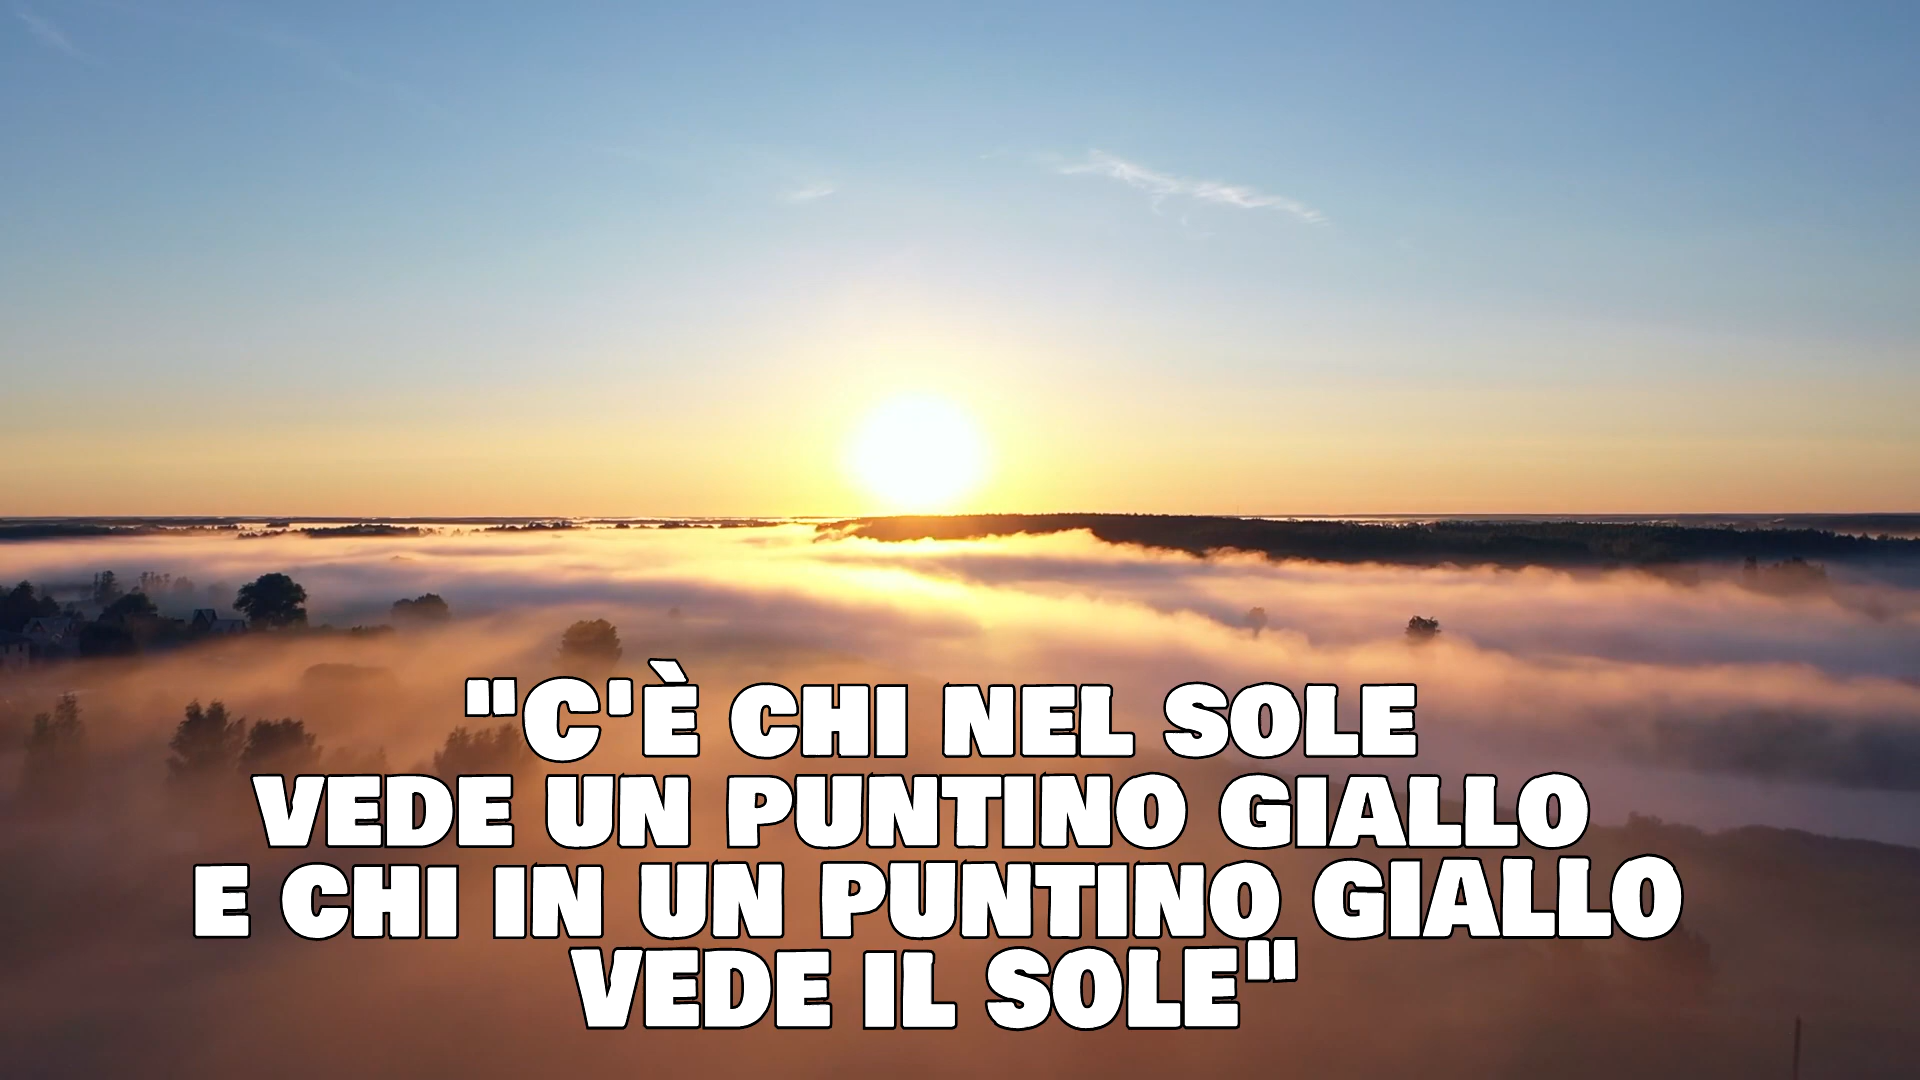 "C'È CHI NEL SOLE
VEDE UN PUNTINO GIALLO
E CHI IN UN PUNTINO GIALLO
VEDE IL SOLE"